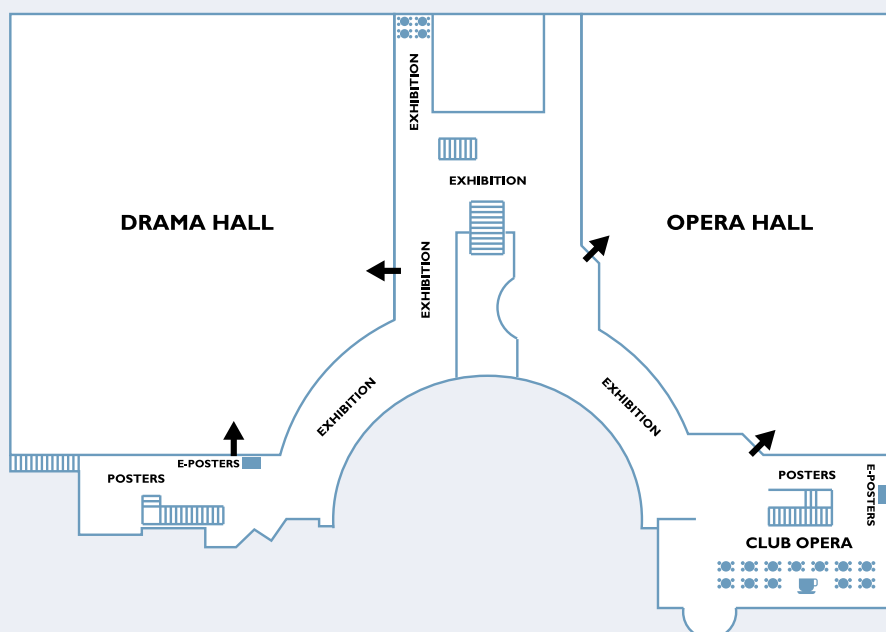 EXHIBITION
EXHIBITION
DRAMA HALL
OPERA HALL
EXHIBITION
EXHIBITION
EXHIBITION
E-POSTERS
POSTERS
POSTERS
E-POSTERS
CLUB OPERA